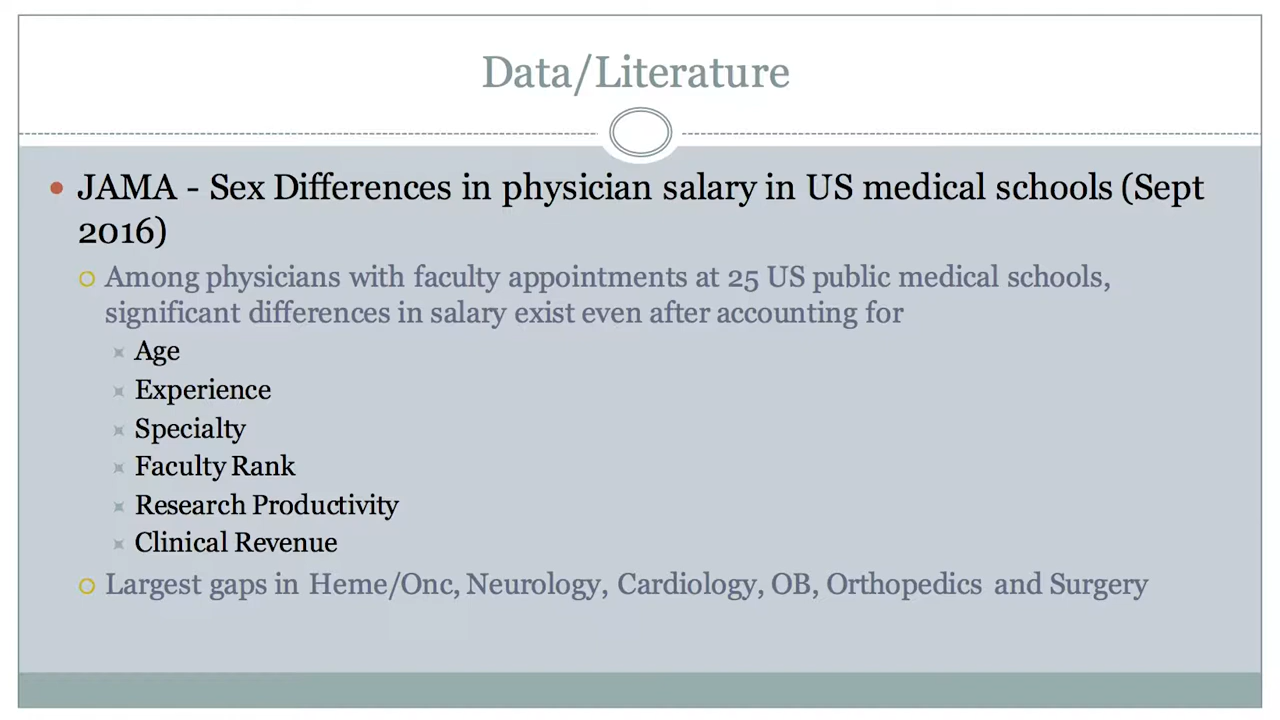 Data/Literature
JAMA - Sex Differences in physician salary in US medical schools (Sept
2016)
Among physicians with faculty appointments at 25 US public medical schools,
significant differences in salary exist even after accounting for
Age
Experience
Specialty
Faculty Rank
Research Productivity
Clinical Revenue
Largest gaps in Heme/Onc, Neurology, Cardiology, OB, Orthopedics and Surgery